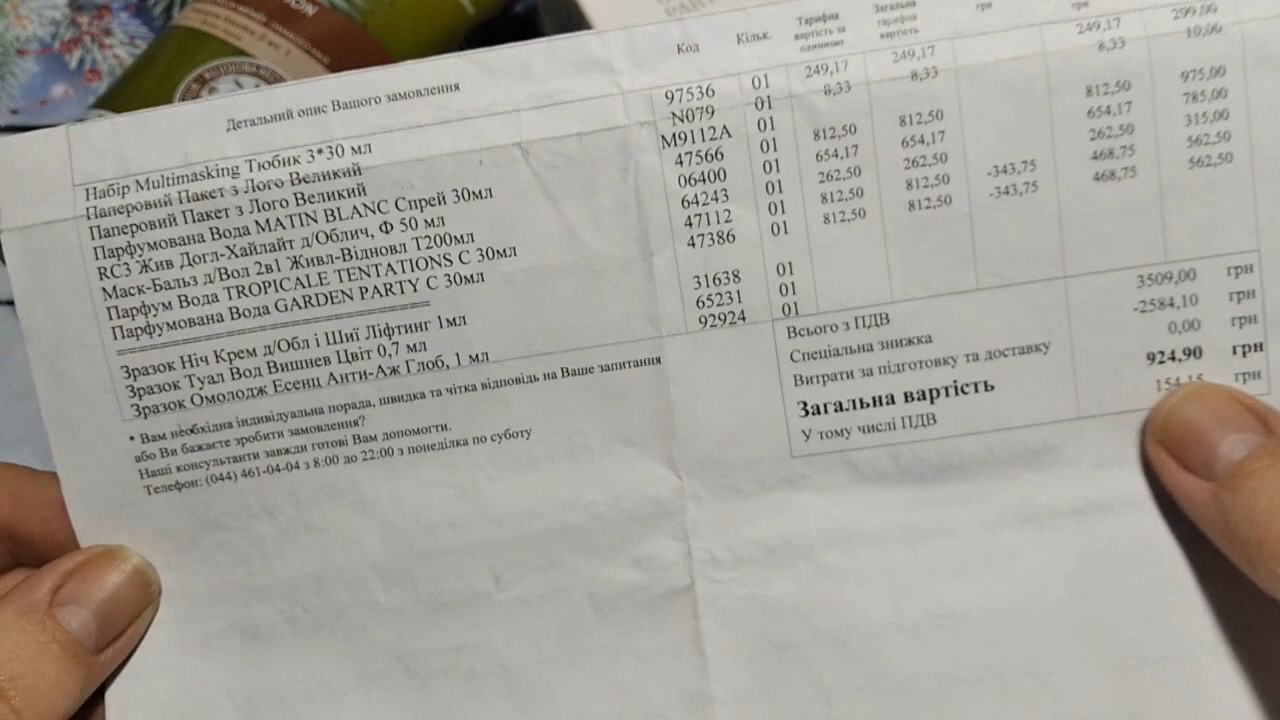 Детальний опис Вашого замовлення Код Кільк. Тарифна вартість за одиницю Загальна тарифна вартість грн грн
Набір Multimasking Тюбик 3*30 мл 97536 01 249,17 249,17 249,17 299,00
Паперовий Пакет з Лого Великий N079 01 8,33 8,33 8,33 10,00
Паперовий Пакет з Лого Великий M9112A 01
Парфумована Вода MATIN BLANC Спрей 30мл 47566 01 812,50 812,50 812,50 975,00
RC3 Жив Догл-Хайлайт д/Облич, Ф 50 мл 06400 01 654,17 654,17 654,17 785,00
Маск-Бальз д/Вол 2в1 Живл-Відновл Т200мл 64243 01 262,50 262,50 262,50 315,00
Парфум Вода TROPICALE TENTATIONS С 30мл 47112 01 812,50 812,50 -343,75 468,75 562,50
Парфумована Вода GARDEN PARTY С 30мл 47386 01 812,50 812,50 -343,75 468,75 562,50
Зразок Ніч Крем д/Обл і Шиї Ліфтинг 1мл 31638 01
Зразок Туал Вод Вишнев Цвіт 0,7 мл 65231 01
Зразок Омолодж Есенц Анти-Аж Глоб, 1 мл 92924 01
Всього з ПДВ 3509,00 грн
Спеціальна знижка -2584,10 грн
Витрати за підготовку та доставку 0,00 грн
Загальна вартість 924,90 грн
У тому числі ПДВ 154,15 грн
* Вам необхідна індивідуальна порада, швидка та чітка відповідь на Ваше запитання
або Ви бажаєте зробити замовлення?
Наші консультанти завжди готові Вам допомогти.
Телефон: (044) 461-04-04 з 8:00 до 22:00 з понеділка по суботу